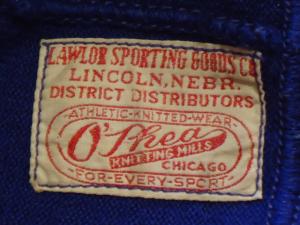 LAWLOR SPORTING GOODS CO
LINCOLN, NEBR.
DISTRICT DISTRIBUTORS
-ATHLETIC-KNITTED-WEAR-
O'Shea
KNITTING MILLS
CHICAGO
-FOR-EVERY-SPORT-